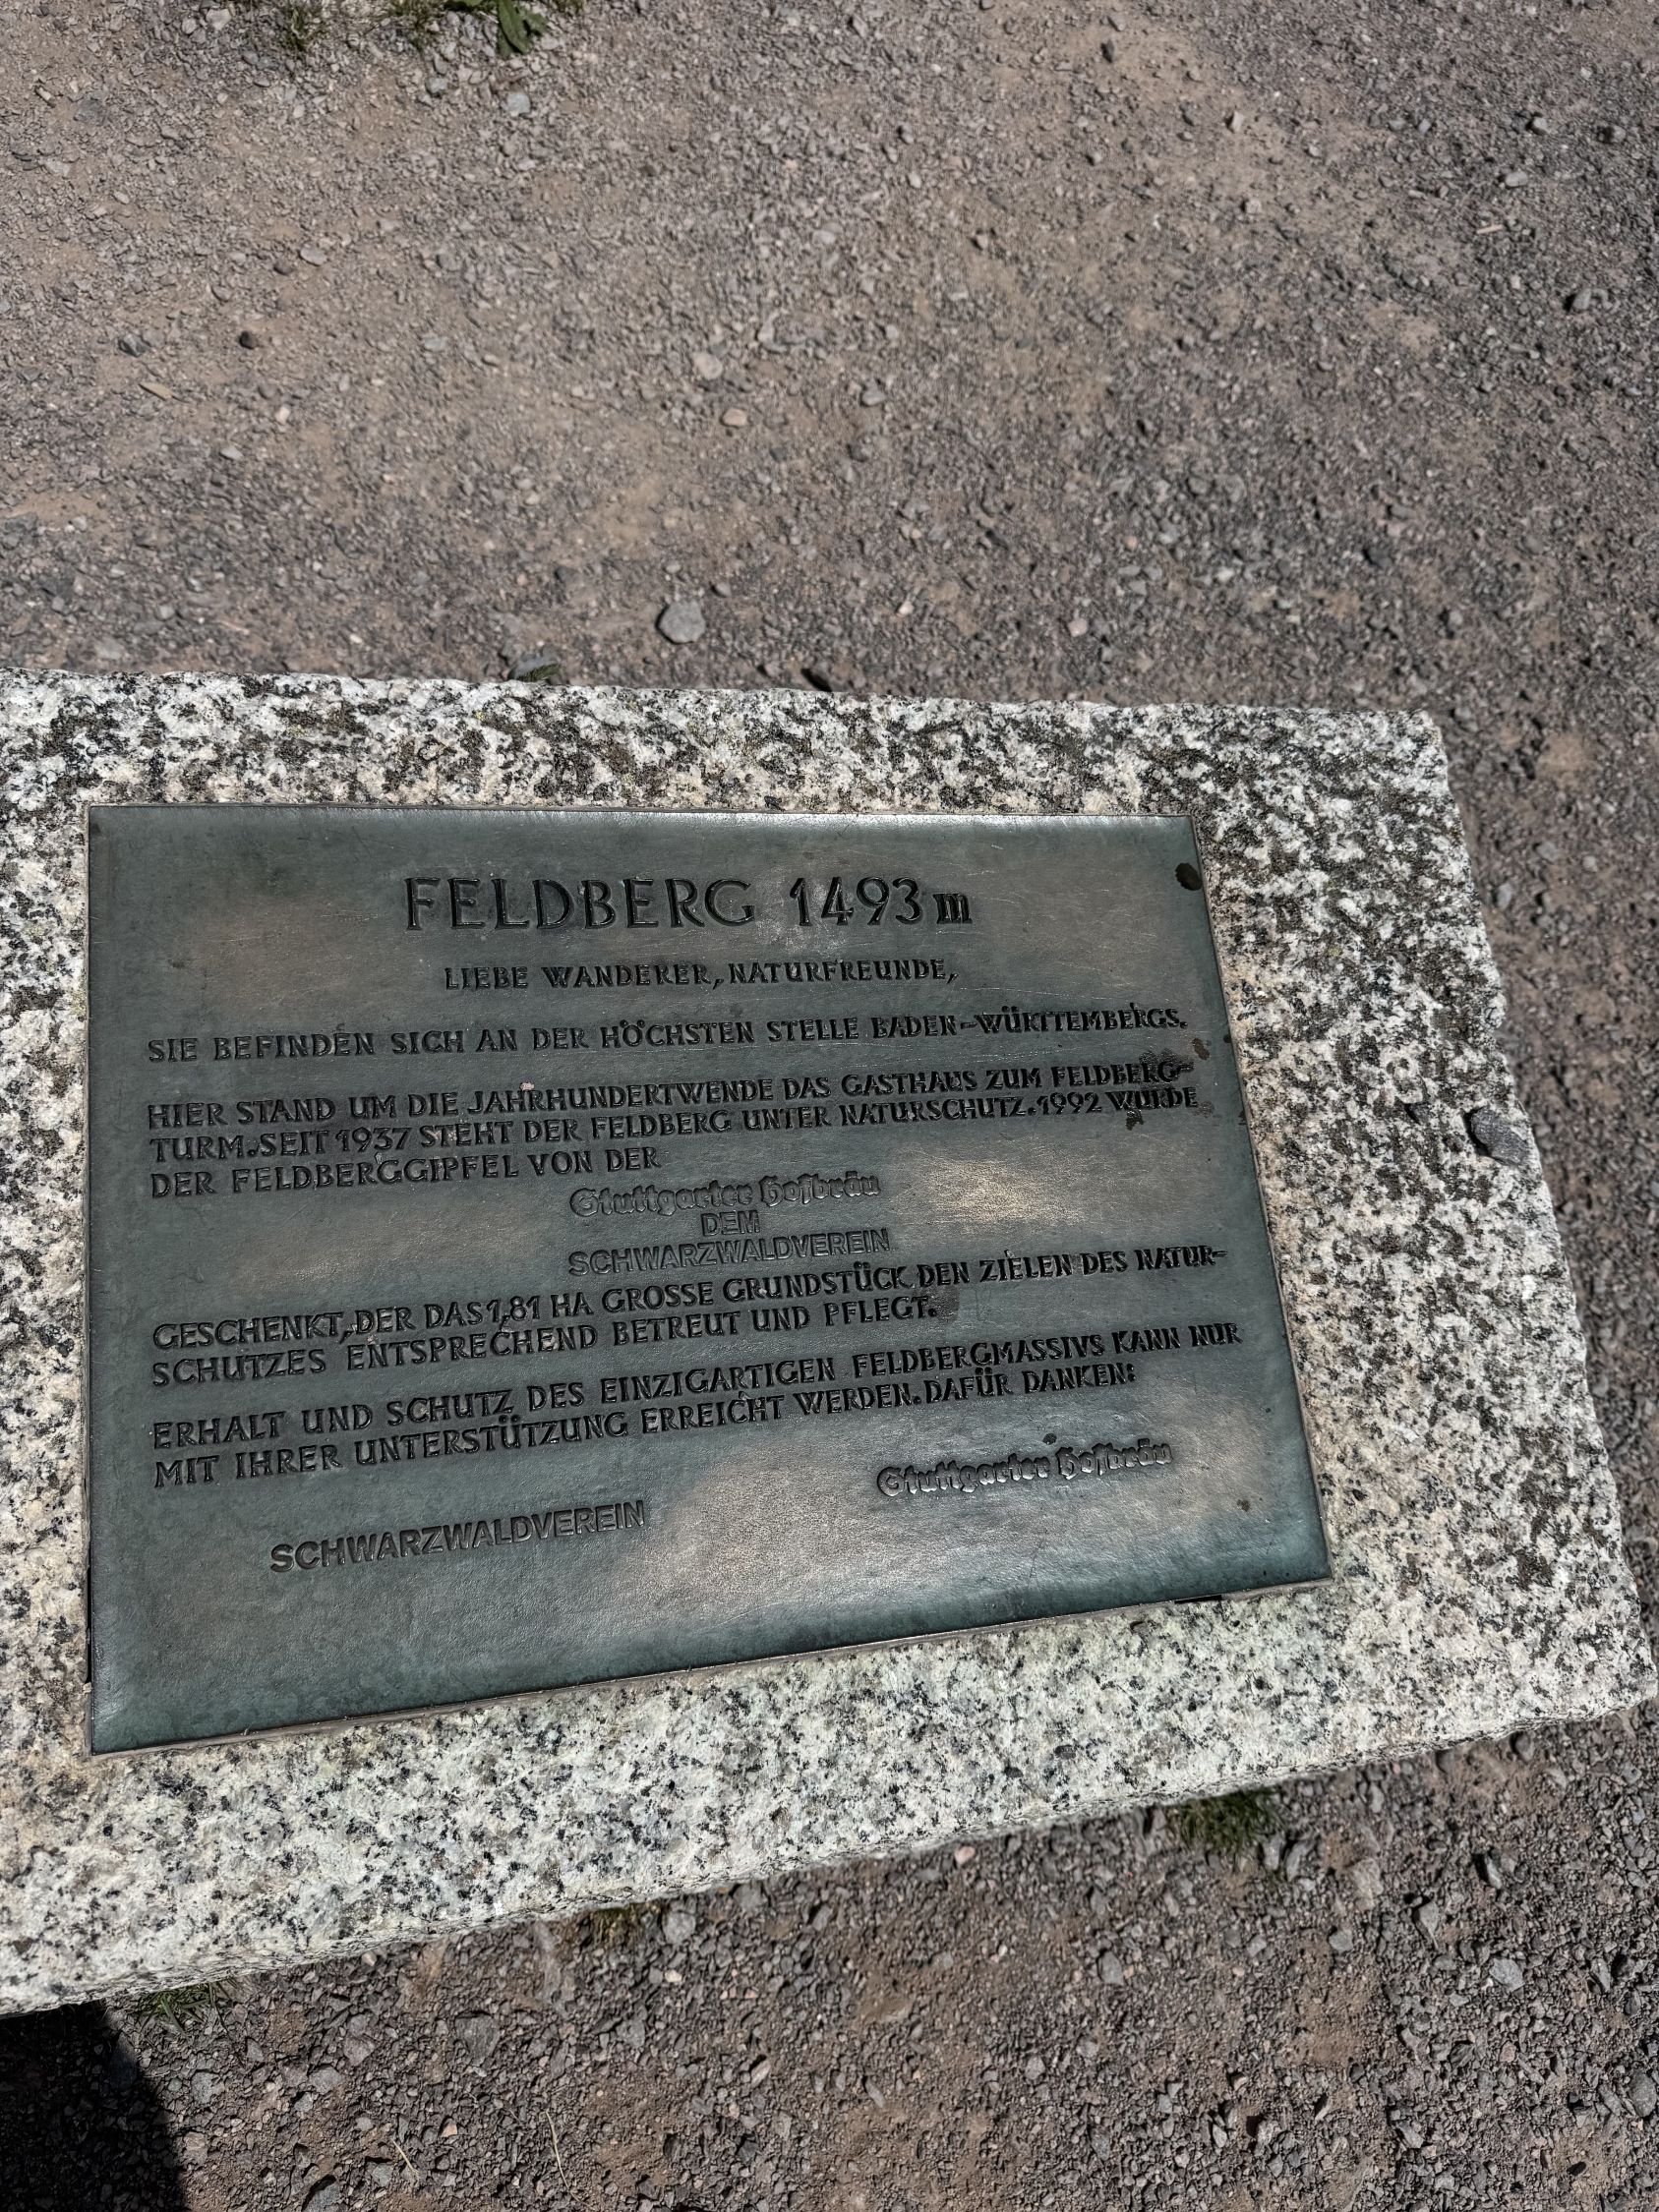 FELDBERG 1493 m
LIEBE WANDERER, NATURFREUNDE,
SIE BEFINDEN SICH AN DER HÖCHSTEN STELLE BADEN-WÜRTTEMBERGS.
HIER STAND UM DIE JAHRHUNDERTWENDE DAS GASTHAUS ZUM FELDBERG-
TURM. SEIT 1937 STEHT DER FELDBERG UNTER NATURSCHUTZ. 1992 WURDE
DER FELDBERGGIPFEL VON DER
Stuttgarter Hofbräu
DEM
SCHWARZWALDVEREIN
GESCHENKT, DER DAS 1,81 HA GROSSE GRUNDSTÜCK DEN ZIELEN DES NATUR-
SCHUTZES ENTSPRECHEND BETREUT UND PFLEGT.
ERHALT UND SCHUTZ DES EINZIGARTIGEN FELDBERGMASSIVS KANN NUR
MIT IHRER UNTERSTÜTZUNG ERREICHT WERDEN. DAFÜR DANKEN:
Stuttgarter Hofbräu
SCHWARZWALDVEREIN